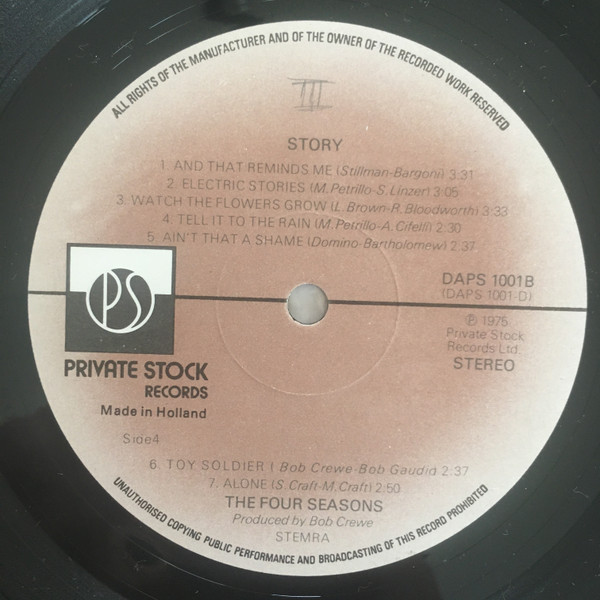 ALL RIGHTS OF THE MANUFACTURER AND OF THE OWNER OF THE RECORDED WORK RESERVED
III
STORY
1. AND THAT REMINDS ME (Stillman-Bargoni) 3:31
2. ELECTRIC STORIES (M.Petrillo-S.Linzer) 3:05
3. WATCH THE FLOWERS GROW (L.Brown-R.Bloodworth) 3:33
4. TELL IT TO THE RAIN (M.Petrillo-A.Cifelli) 2:30
5. AIN'T THAT A SHAME (Domino-Bartholomew) 2:37
PS
PRIVATE STOCK
RECORDS
Made in Holland
Side4
DAPS 1001B
(DAPS 1001-D)
℗ 1975
Private Stock
Records Ltd.
STEREO
6. TOY SOLDIER ( Bob Crewe-Bob Gaudio 2:37
7. ALONE (S.Craft-M.Craft) 2:50
THE FOUR SEASONS
Produced by Bob Crewe
STEMRA
UNAUTHORISED COPYING PUBLIC PERFORMANCE AND BROADCASTING OF THIS RECORD PROHIBITED